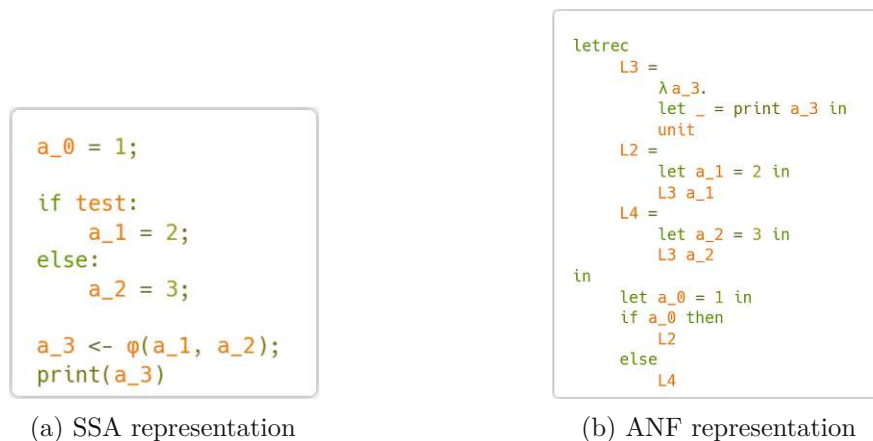 a_0 = 1;
if test:
a_1 = 2;
else:
a_2 = 3;
a_3 <- φ(a_1, a_2);
print(a_3)
(a) SSA representation
letrec
L3 =
λ a_3.
let _ = print a_3 in
unit
L2 =
let a_1 = 2 in
L3 a_1
L4 =
let a_2 = 3 in
L3 a_2
in
let a_0 = 1 in
if a_0 then
L2
else
L4
(b) ANF representation